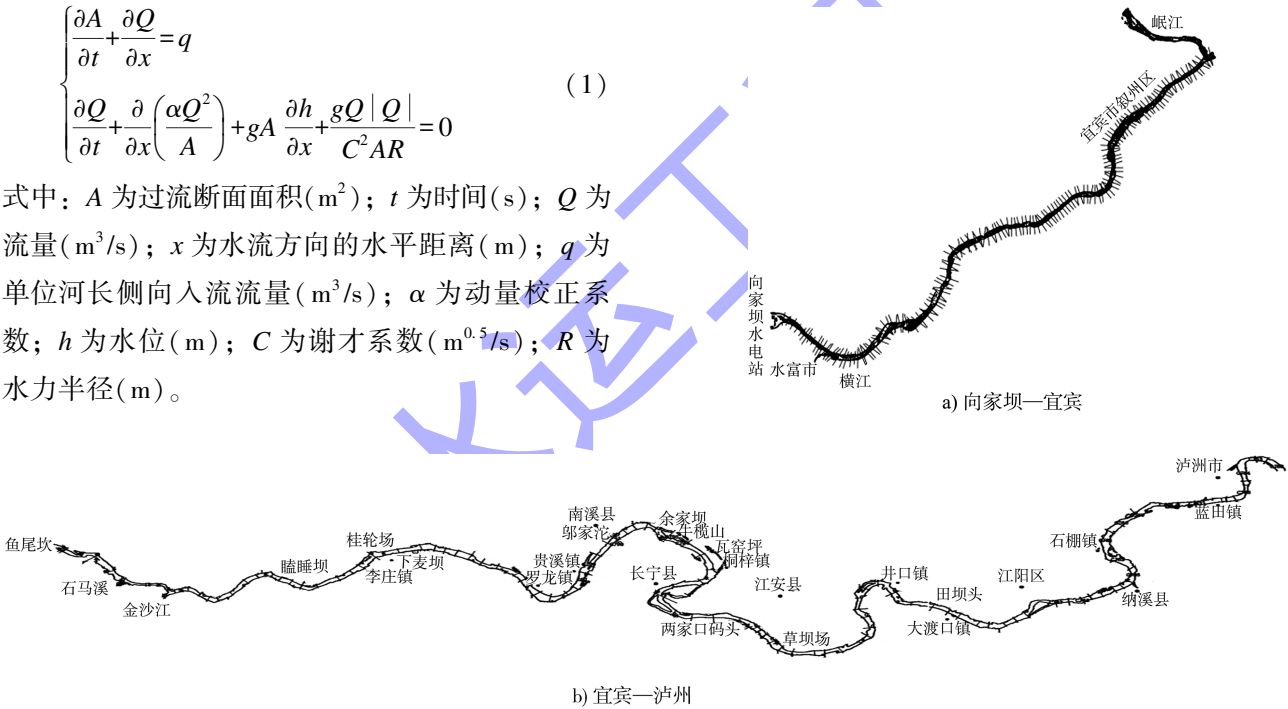 ∂A/∂t+∂Q/∂x=q
∂Q/∂t+∂/∂x(αQ²/A)+gA ∂h/∂x+gQ|Q|/C²AR=0
(1)
式中：A 为过流断面面积(m²)；t 为时间(s)；Q 为
流量(m³/s)；x 为水流方向的水平距离(m)；q 为
单位河长侧向入流流量(m³/s)；α 为动量校正系
数；h 为水位(m)；C 为谢才系数(m^0.5/s)；R 为
水力半径(m)。
岷江
宜宾市叙州区
向家坝水电站
水富市
横江
a) 向家坝—宜宾
鱼尾坎
石马溪
金沙江
瞌睡坝
桂轮场
李庄镇
下麦坝
南溪县
邬家沱
贵溪镇
罗龙镇
余家坝
牛榄山
瓦窑坪
桐梓镇
长宁县
两家口码头
江安县
草坝场
井口镇
田坝头
大渡口镇
江阳区
纳溪县
石棚镇
蓝田镇
泸洲市
b) 宜宾—泸州